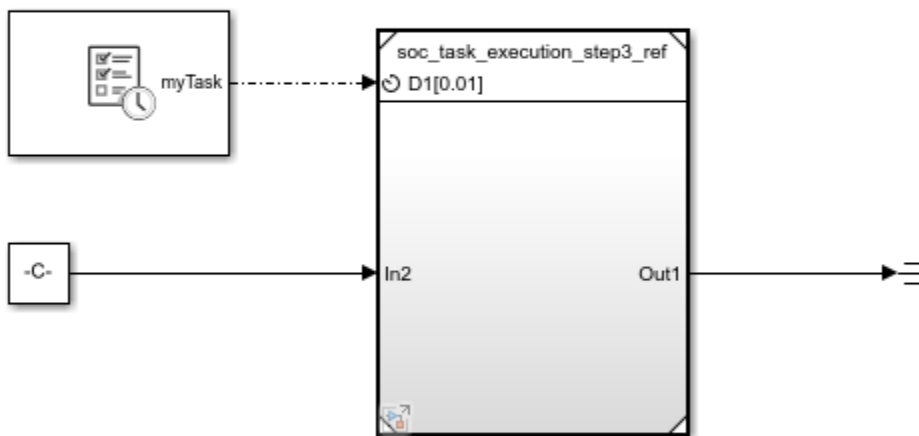 soc_task_execution_step3_ref
myTask
D1[0.01]
-C-
In2
Out1